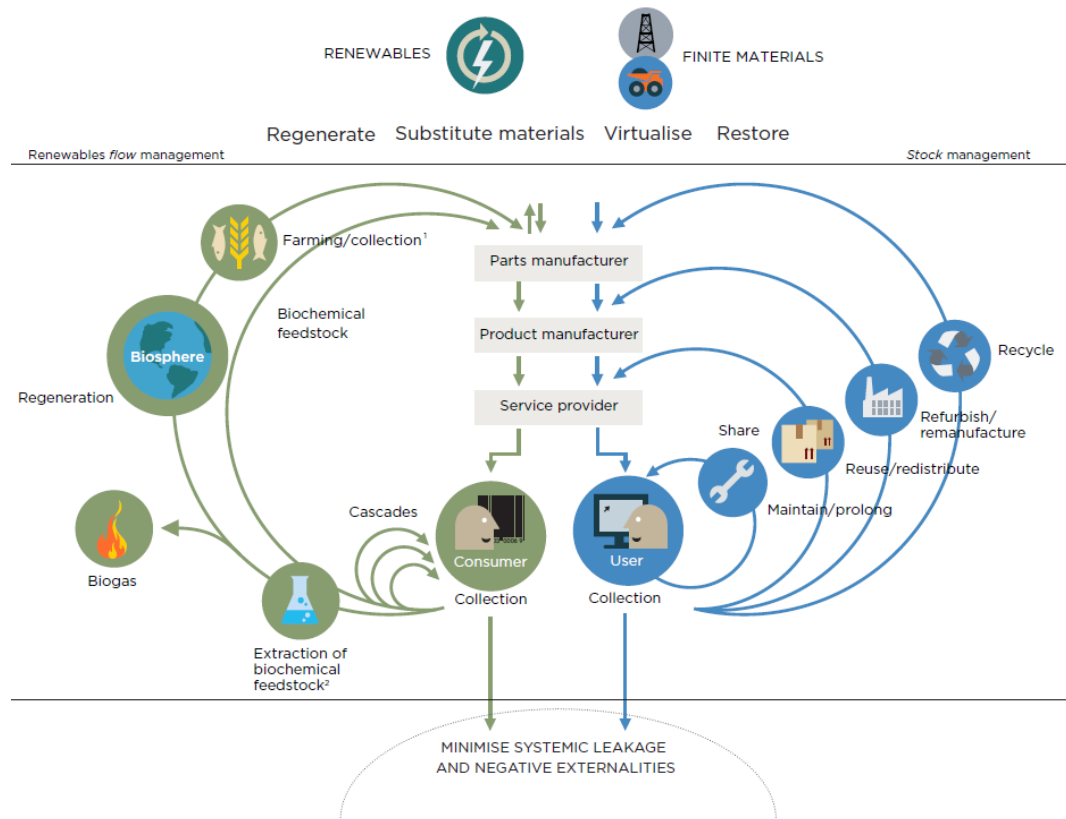 RENEWABLES
FINITE MATERIALS
Regenerate Substitute materials Virtualise Restore
Renewables flow management
Stock management
Farming/collection¹
Parts manufacturer
Biochemical
feedstock
Product manufacturer
Biosphere
Recycle
Regeneration
Service provider
Refurbish/
remanufacture
Share
Reuse/redistribute
Maintain/prolong
Cascades
Consumer
User
Biogas
Collection
Collection
Extraction of
biochemical
feedstock²
MINIMISE SYSTEMIC LEAKAGE
AND NEGATIVE EXTERNALITIES